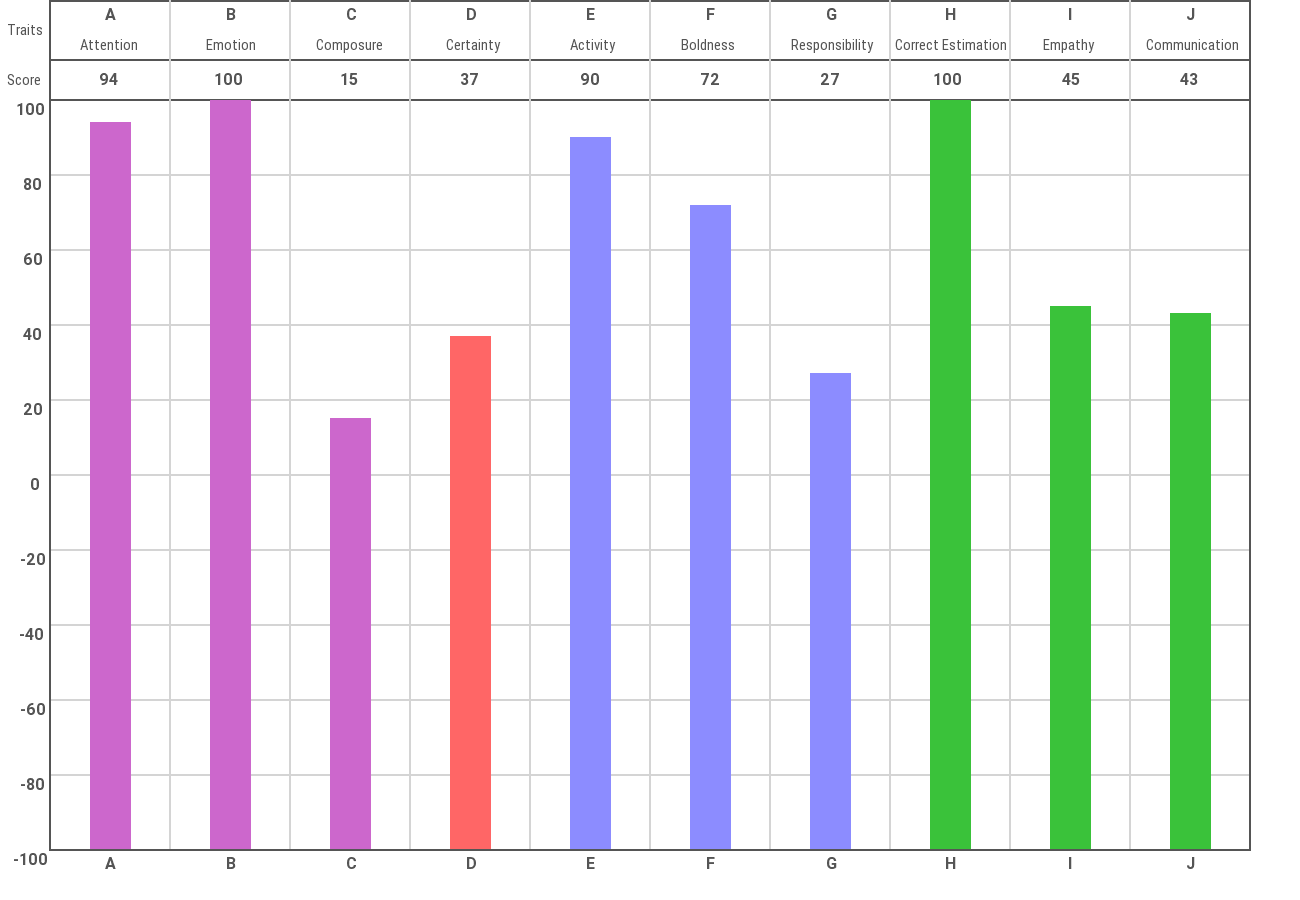 Traits
A B C D E F G H I J
Attention Emotion Composure Certainty Activity Boldness Responsibility Correct Estimation Empathy Communication
Score 94 100 15 37 90 72 27 100 45 43
100
80
60
40
20
0
-20
-40
-60
-80
-100
A B C D E F G H I J